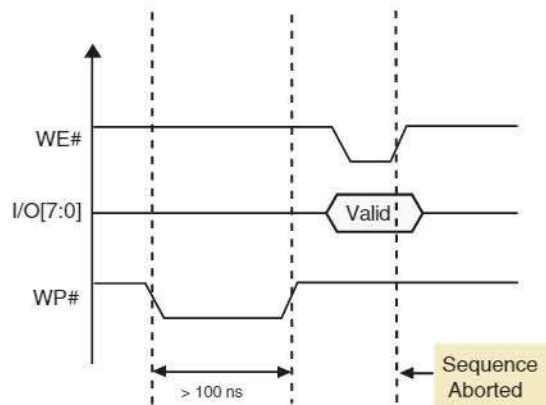 WE#
I/O[7:0]
Valid
WP#
> 100 ns
Sequence
Aborted